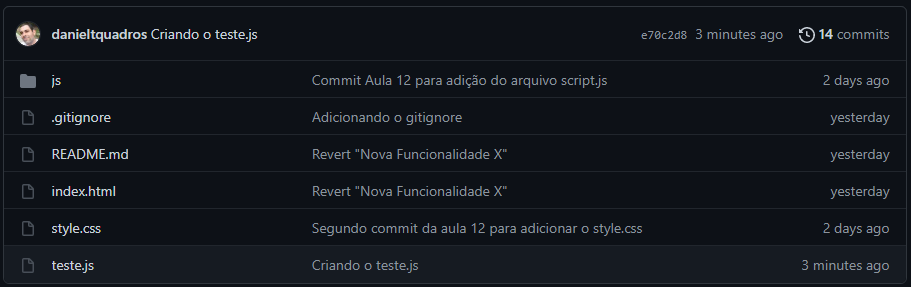 danieltquadros Criando o teste.js e70c2d8 3 minutes ago 14 commits
js Commit Aula 12 para adição do arquivo script.js 2 days ago
.gitignore Adicionando o gitignore yesterday
README.md Revert "Nova Funcionalidade X" yesterday
index.html Revert "Nova Funcionalidade X" yesterday
style.css Segundo commit da aula 12 para adicionar o style.css 2 days ago
teste.js Criando o teste.js 3 minutes ago